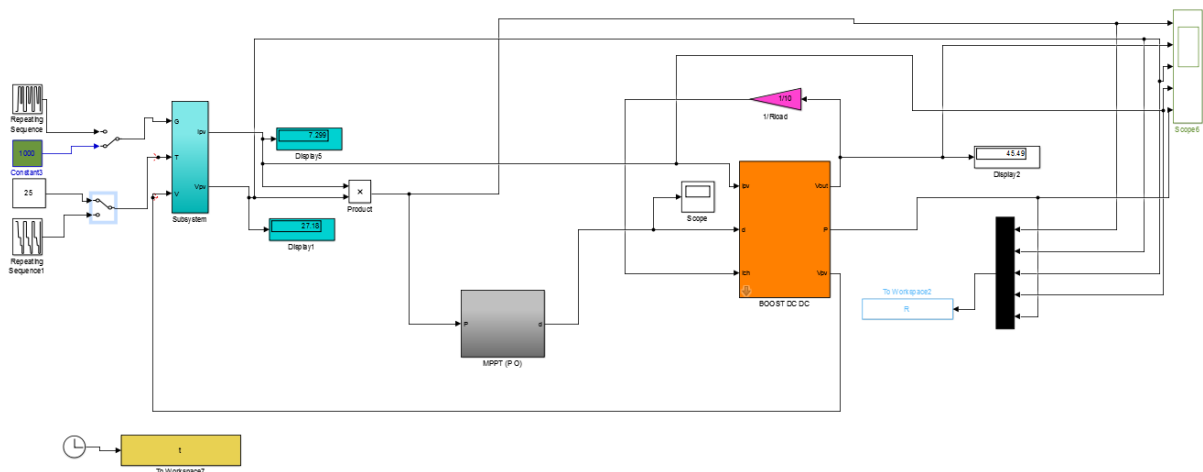 Repeating
Sequence
1000
Constant3
25
Repeating
Sequence1
G
T
V
Ipv
Vpv
Subsystem
7.299
Display5
27.18
Display1
×
Product
P
d
MPPT (P O)
Scope
1/10
1/Rload
Ipv
d
Ich
Vout
P
Vpv
BOOST DC DC
45.49
Display2
Scope6
To Workspace2
R
t
To Workspace7